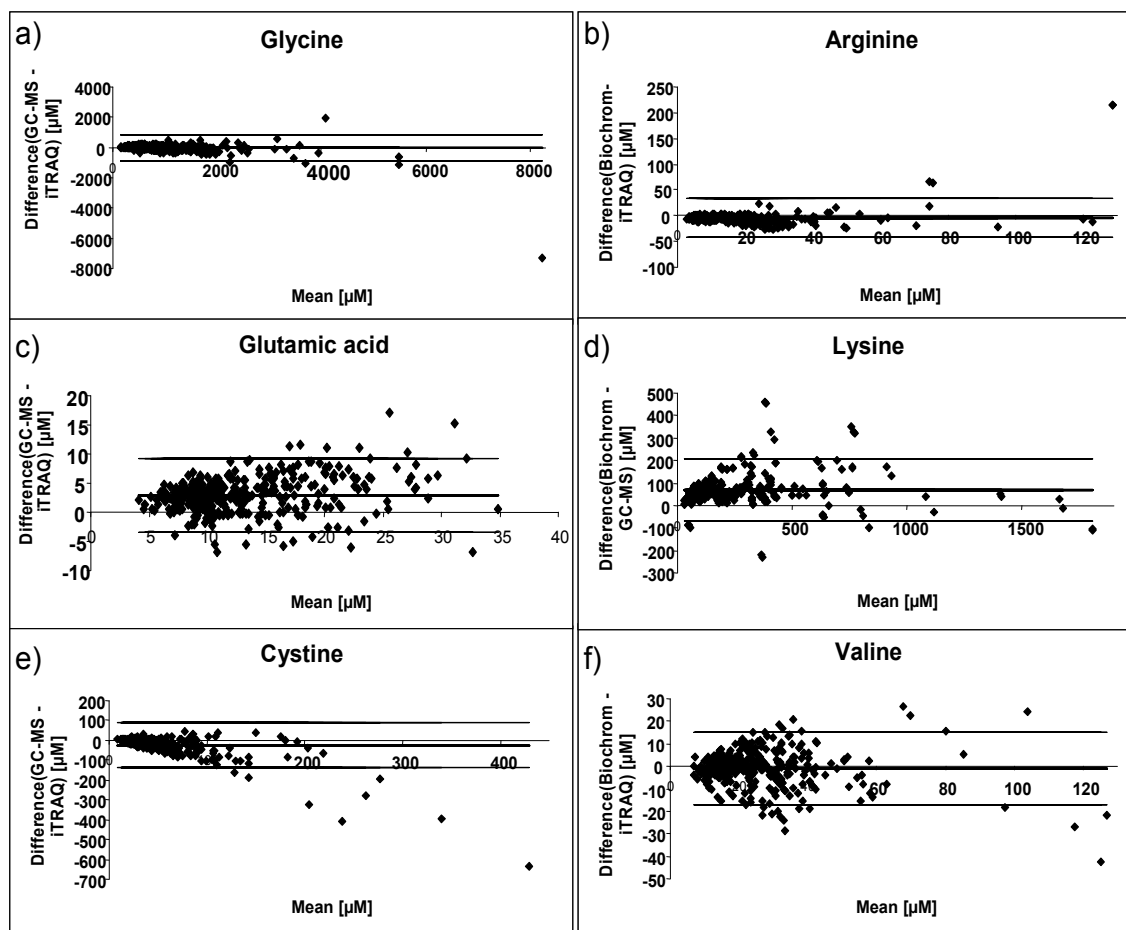 a)
Glycine
Difference(GC-MS -
iTRAQ) [µM]
4000
2000
0
-2000
-4000
-6000
-8000
0
2000
4000
6000
8000
Mean [µM]
b)
Arginine
Difference(Biochrom-
iTRAQ) [µM]
250
200
150
100
50
0
-50
-100
0
20
40
60
80
100
120
Mean [µM]
c)
Glutamic acid
Difference(GC-MS -
iTRAQ) [µM]
20
15
10
5
0
-5
-10
0
5
10
15
20
25
30
35
40
Mean [µM]
d)
Lysine
Difference(Biochrom -
GC-MS) [µM]
500
400
300
200
100
0
-100
-200
-300
0
500
1000
1500
Mean [µM]
e)
Cystine
Difference(GC-MS -
iTRAQ) [µM]
200
100
0
-100
-200
-300
-400
-500
-600
-700
0
100
200
300
400
Mean [µM]
f)
Valine
Difference(Biochrom -
iTRAQ) [µM]
30
20
10
0
-10
-20
-30
-40
-50
0
20
40
60
80
100
120
Mean [µM]